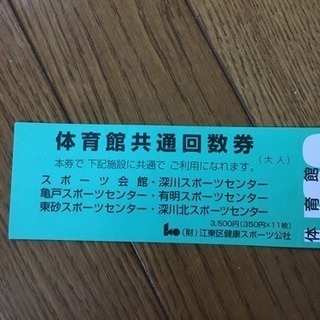 体育館共通回数券
(大人)
本券で 下記施設に共通で ご利用になれます。
スポーツ会館・深川スポーツセンター
亀戸スポーツセンター・有明スポーツセンター
東砂スポーツセンター・深川北スポーツセンター
3,500円(350円×11枚)
(財)江東区健康スポーツ公社
体育館